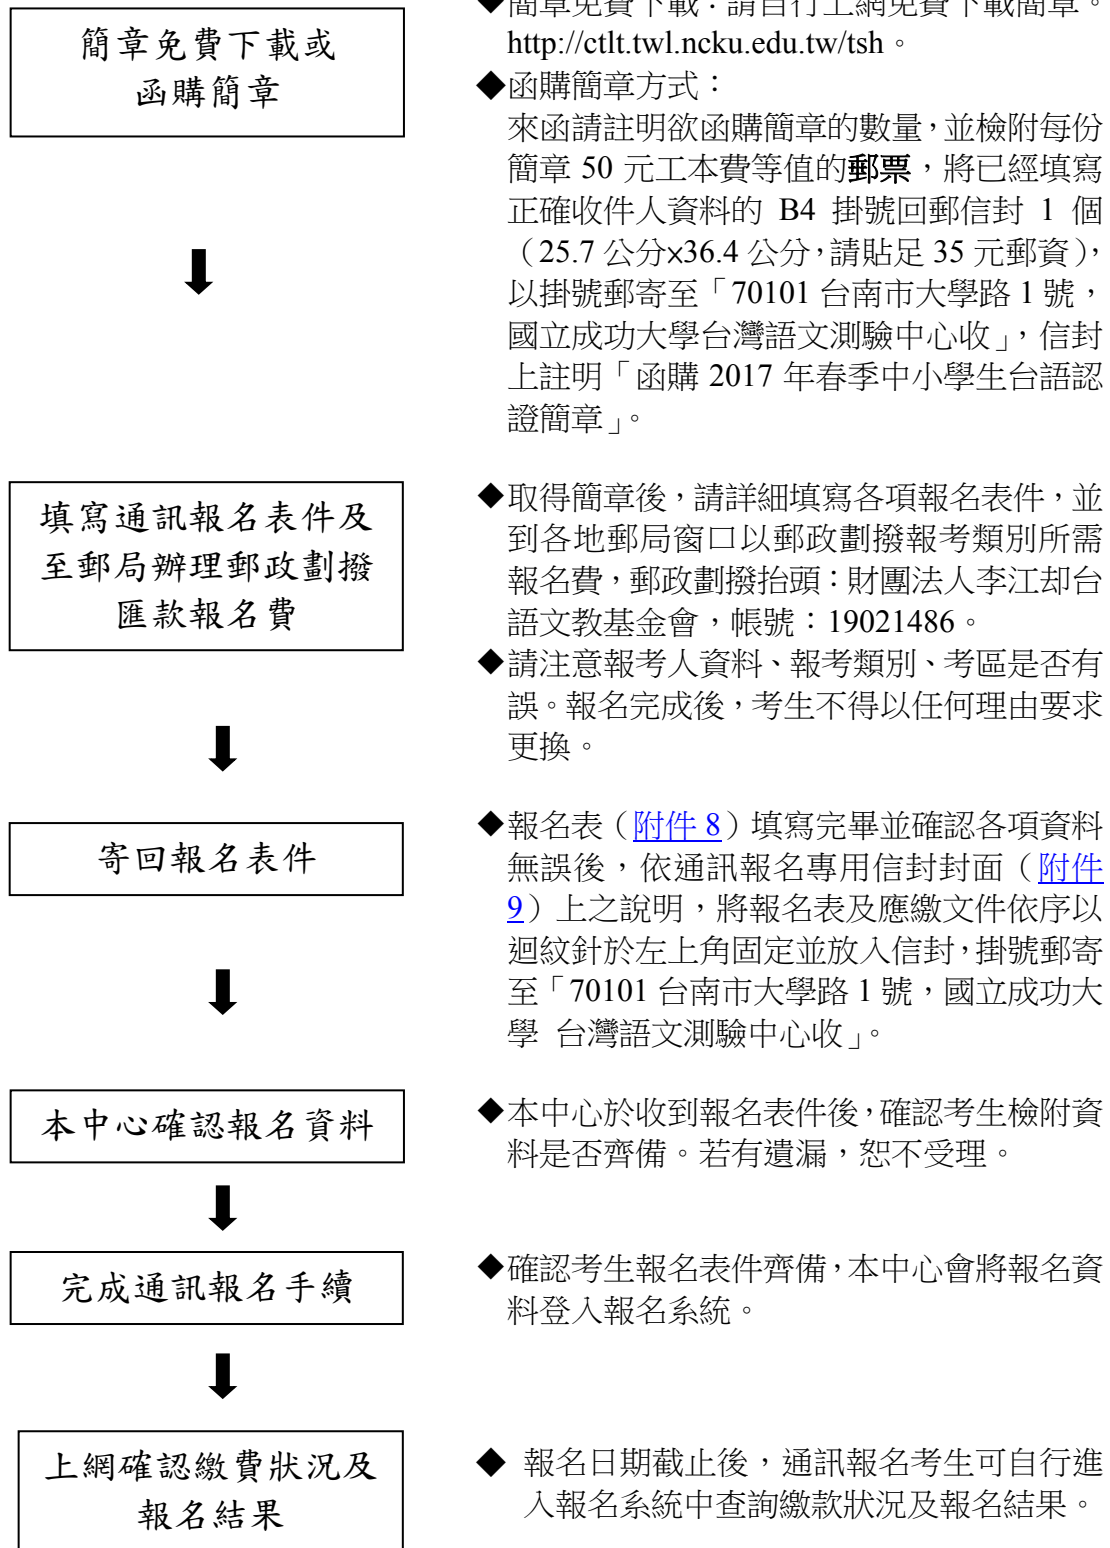 簡章免費下載或
函購簡章
◆簡章免費下載：請自行上網免費下載簡章。
http://ctlt.twl.ncku.edu.tw/tsh。
◆函購簡章方式：
來函請註明欲函購簡章的數量，並檢附每份
簡章 50 元工本費等值的郵票，將已經填寫
正確收件人資料的 B4 掛號回郵信封 1 個
（25.7 公分×36.4 公分，請貼足 35 元郵資），
以掛號郵寄至「70101 台南市大學路 1 號，
國立成功大學台灣語文測驗中心收」，信封
上註明「函購 2017 年春季中小學生台語認
證簡章」。
填寫通訊報名表件及
至郵局辦理郵政劃撥
匯款報名費
◆取得簡章後，請詳細填寫各項報名表件，並
到各地郵局窗口以郵政劃撥報考類別所需
報名費，郵政劃撥抬頭：財團法人李江却台
語文教基金會，帳號：19021486。
◆請注意報考人資料、報考類別、考區是否有
誤。報名完成後，考生不得以任何理由要求
更換。
寄回報名表件
◆報名表（附件 8）填寫完畢並確認各項資料
無誤後，依通訊報名專用信封封面（附件
9）上之說明，將報名表及應繳文件依序以
迴紋針於左上角固定並放入信封，掛號郵寄
至「70101 台南市大學路 1 號，國立成功大
學 台灣語文測驗中心收」。
本中心確認報名資料
◆本中心於收到報名表件後，確認考生檢附資
料是否齊備。若有遺漏，恕不受理。
完成通訊報名手續
◆確認考生報名表件齊備，本中心會將報名資
料登入報名系統。
上網確認繳費狀況及
報名結果
◆ 報名日期截止後，通訊報名考生可自行進
入報名系統中查詢繳款狀況及報名結果。